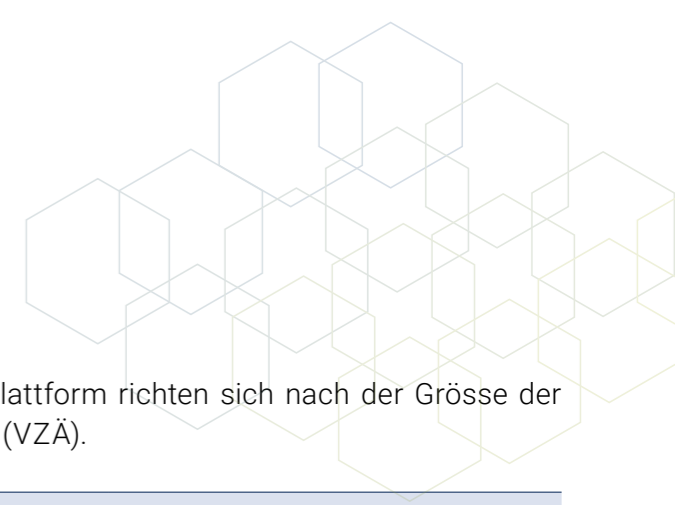 lattform richten sich nach der Grösse der
(VZÄ).